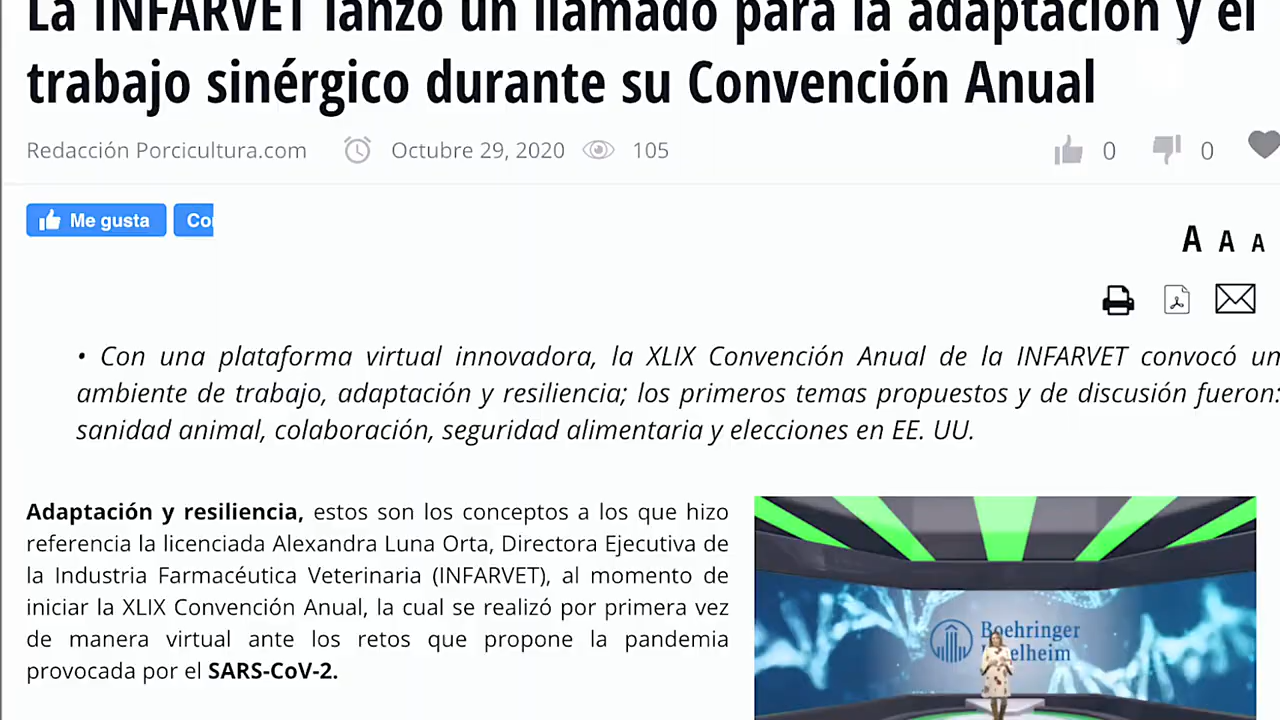 La INFARVET lanzó un llamado para la adaptación y el
trabajo sinérgico durante su Convención Anual
Redacción Porcicultura.com Octubre 29, 2020 105 0 0
Me gusta Co
A A A
• Con una plataforma virtual innovadora, la XLIX Convención Anual de la INFARVET convocó un
ambiente de trabajo, adaptación y resiliencia; los primeros temas propuestos y de discusión fueron:
sanidad animal, colaboración, seguridad alimentaria y elecciones en EE. UU.
Adaptación y resiliencia, estos son los conceptos a los que hizo
referencia la licenciada Alexandra Luna Orta, Directora Ejecutiva de
la Industria Farmacéutica Veterinaria (INFARVET), al momento de
iniciar la XLIX Convención Anual, la cual se realizó por primera vez
de manera virtual ante los retos que propone la pandemia
provocada por el SARS-CoV-2.
Boehringer
elheim